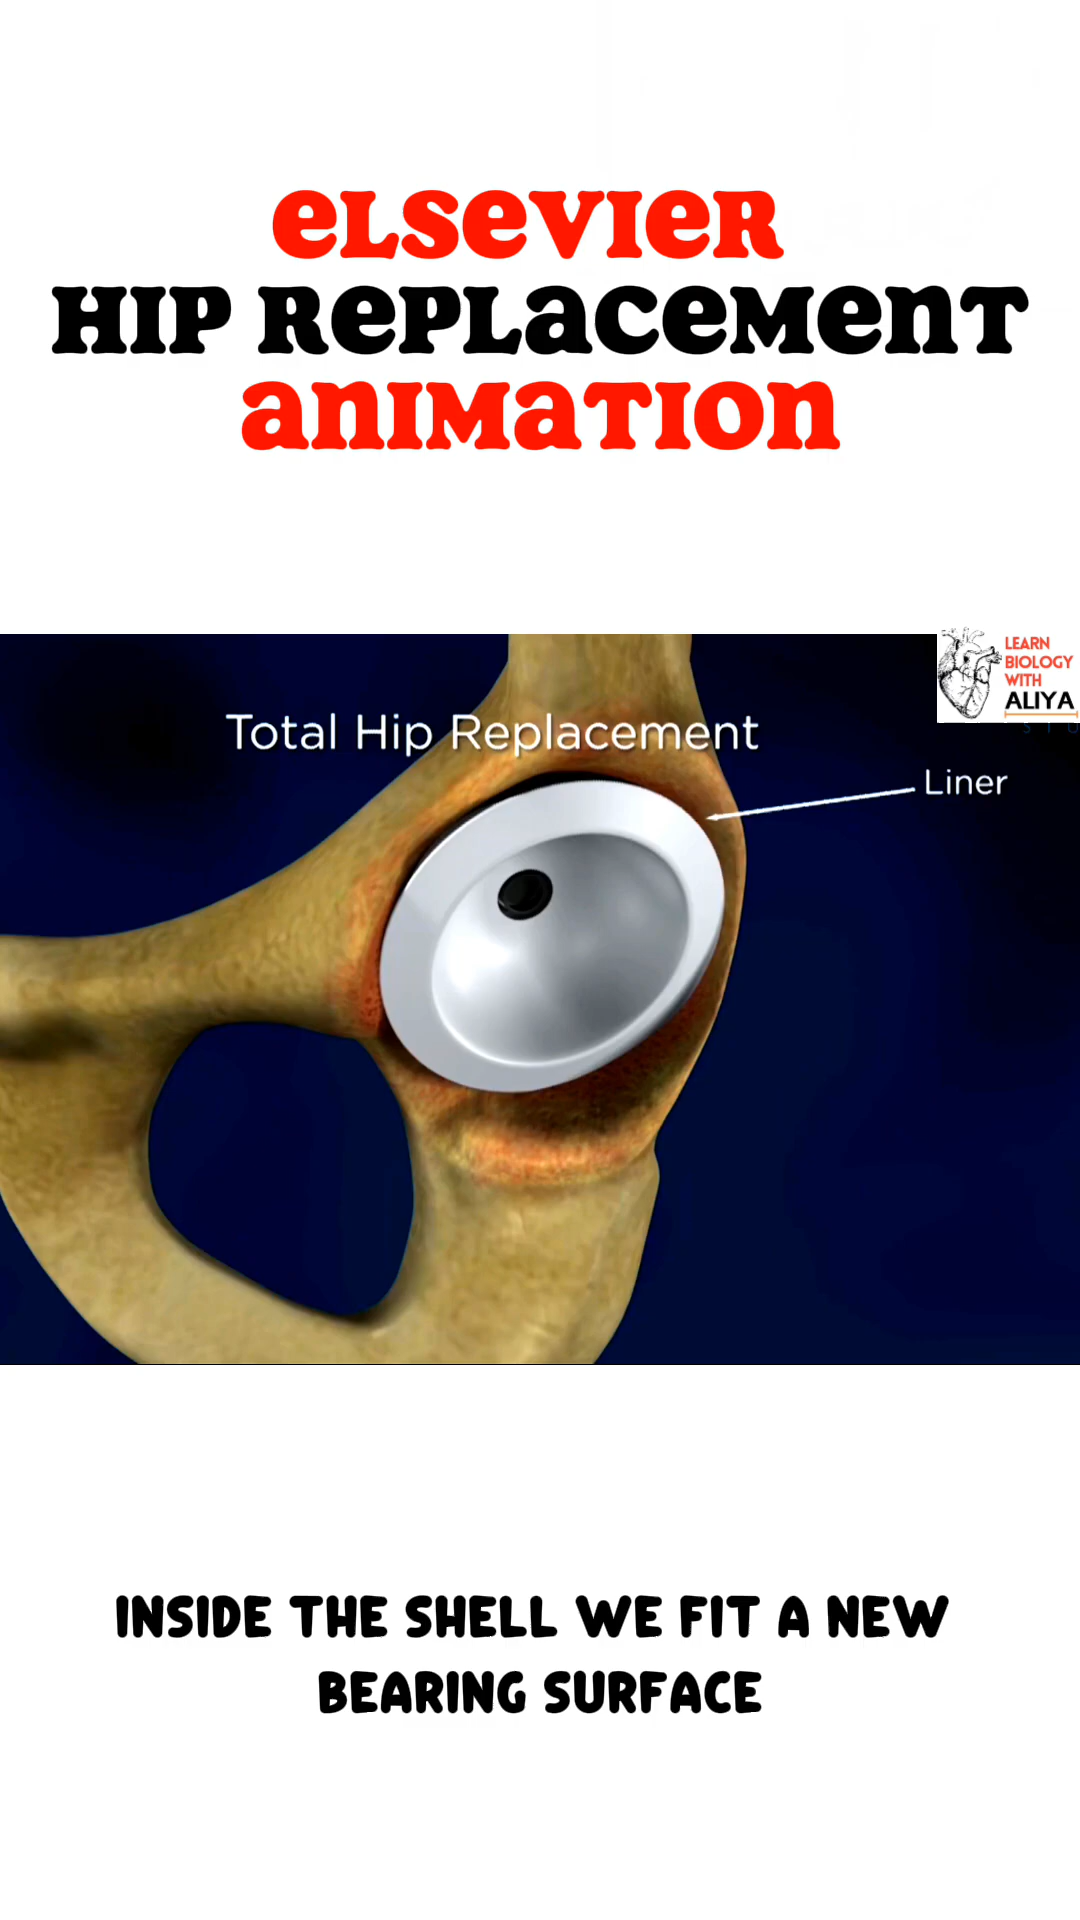 eLSeVIeR
HIP RePLaceMenT
anIMaTIOn
LEARN
BIOLOGY
WITH
ALIYA
Total Hip Replacement
Liner
INSIDE THE SHELL WE FIT A NEW
BEARING SURFACE